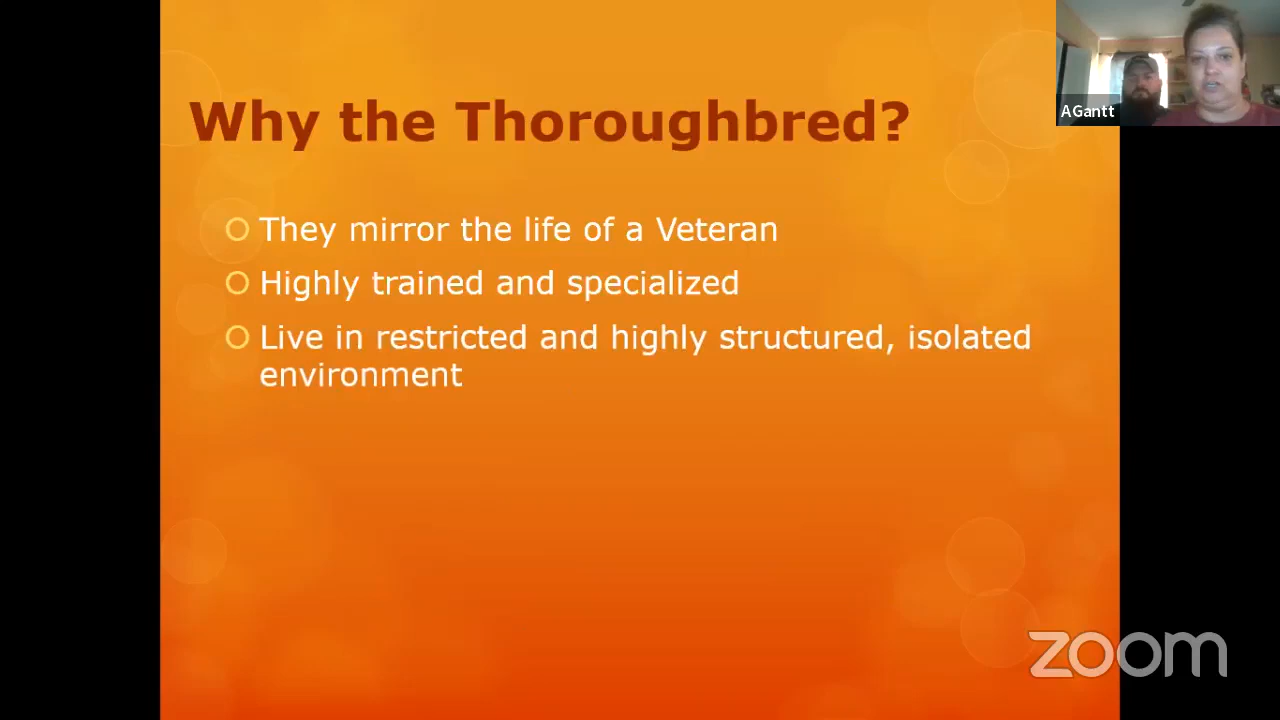 Why the Thoroughbred?
They mirror the life of a Veteran
Highly trained and specialized
Live in restricted and highly structured, isolated
environment
AGantt
zoom